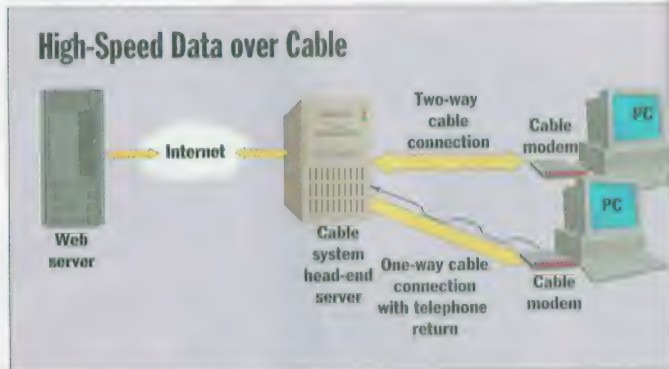 High-Speed Data over Cable
Internet
Web
server
Cable
system
head-end
server
Two-way
cable
connection
Cable
modem
PC
PC
Cable
modem
One-way cable
connection
with telephone
return